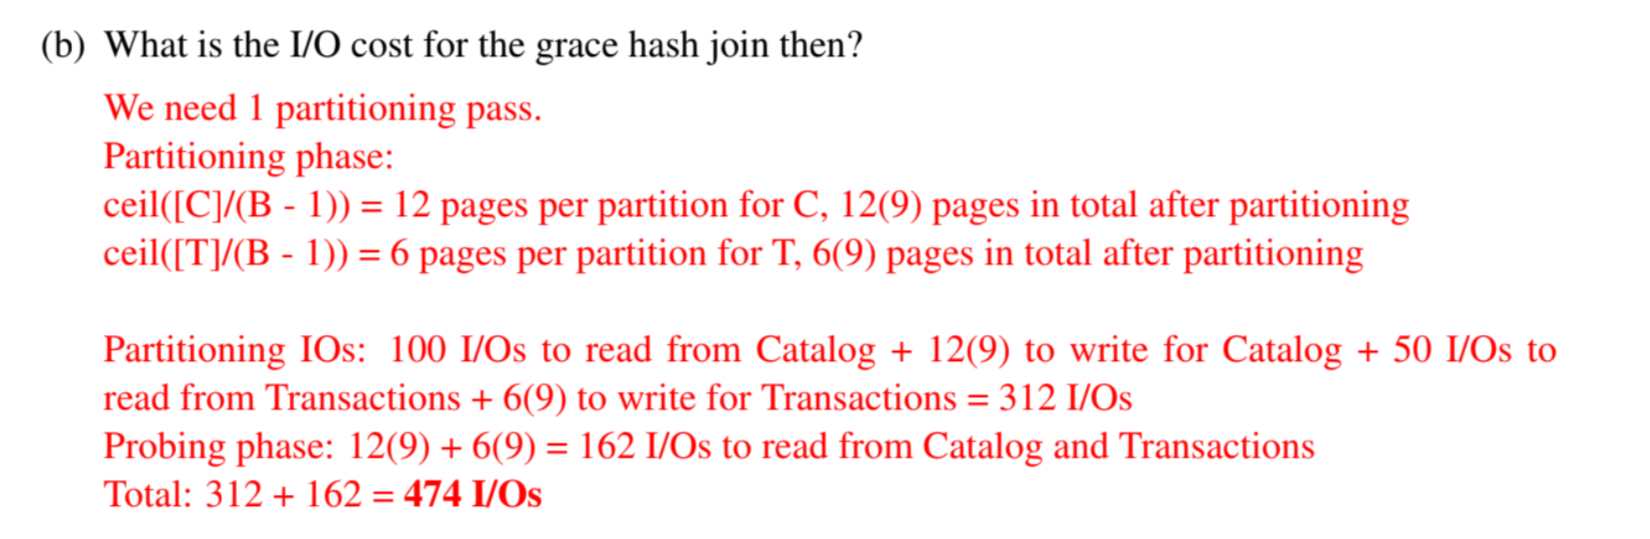 (b) What is the I/O cost for the grace hash join then?
We need 1 partitioning pass.
Partitioning phase:
ceil([C]/(B - 1)) = 12 pages per partition for C, 12(9) pages in total after partitioning
ceil([T]/(B - 1)) = 6 pages per partition for T, 6(9) pages in total after partitioning
Partitioning IOs: 100 I/Os to read from Catalog + 12(9) to write for Catalog + 50 I/Os to
read from Transactions + 6(9) to write for Transactions = 312 I/Os
Probing phase: 12(9) + 6(9) = 162 I/Os to read from Catalog and Transactions
Total: 312 + 162 = 474 I/Os